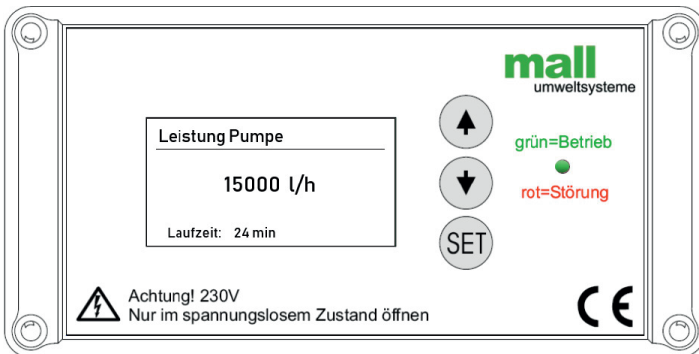 mall
umweltsysteme
Leistung Pumpe
15000 l/h
Laufzeit: 24 min
grün=Betrieb
rot=Störung
SET
Achtung! 230V
Nur im spannungslosem Zustand öffnen
CE